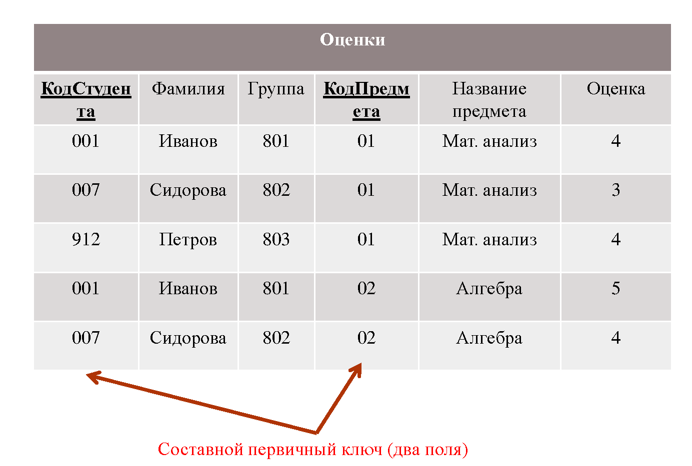 Оценки
КодСтуден
та
Фамилия
Группа
КодПредм
ета
Название
предмета
Оценка
001 Иванов 801 01 Мат. анализ 4
007 Сидорова 802 01 Мат. анализ 3
912 Петров 803 01 Мат. анализ 4
001 Иванов 801 02 Алгебра 5
007 Сидорова 802 02 Алгебра 4
Составной первичный ключ (два поля)